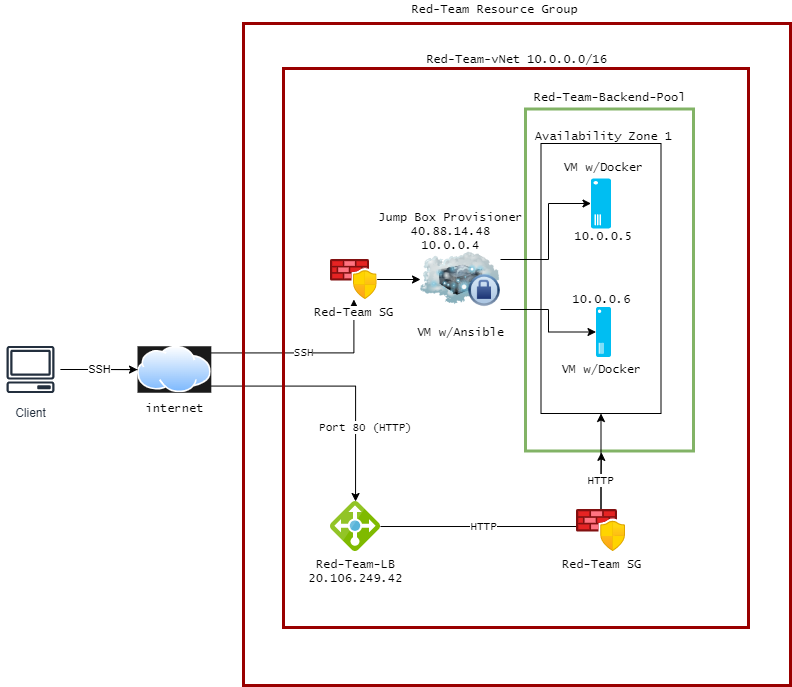 Red-Team Resource Group
Red-Team-vNet 10.0.0.0/16
Red-Team-Backend-Pool
Availability Zone 1
VM w/Docker
10.0.0.5
Jump Box Provisioner
40.88.14.48
10.0.0.4
VM w/Ansible
10.0.0.6
VM w/Docker
Red-Team SG
SSH
SSH
Client
internet
Port 80 (HTTP)
HTTP
HTTP
Red-Team SG
Red-Team-LB
20.106.249.42